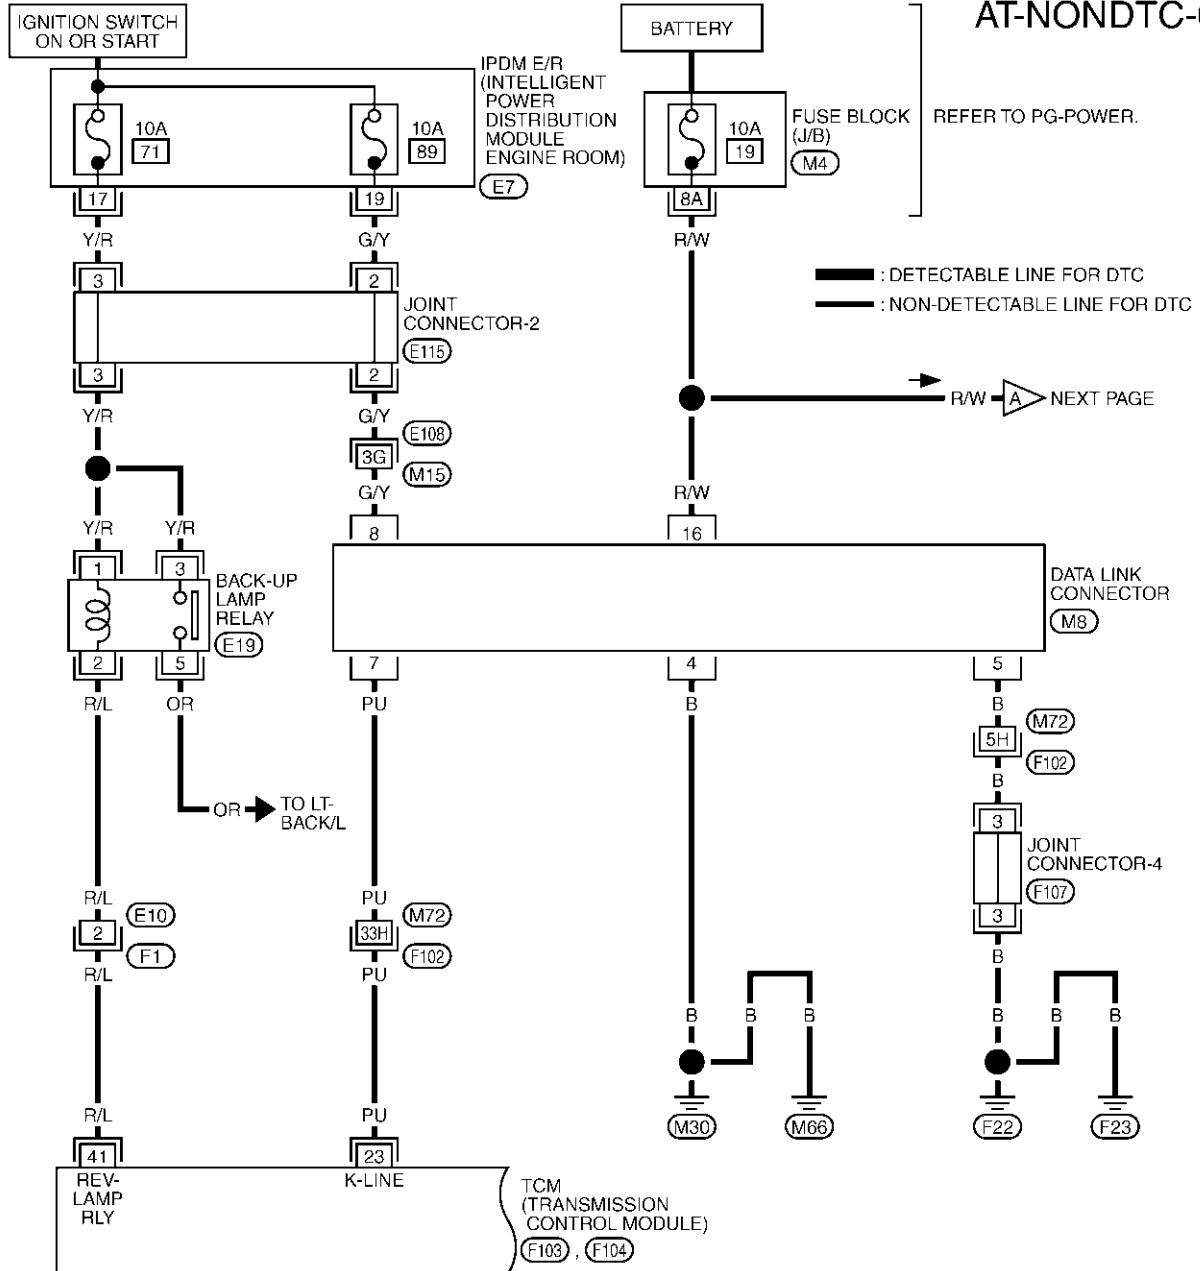 AT-NONDTC-
IGNITION SWITCH
ON OR START
BATTERY
IPDM E/R
(INTELLIGENT
POWER
DISTRIBUTION
MODULE
ENGINE ROOM)
E7
10A
71
10A
89
10A
19
FUSE BLOCK
(J/B)
M4
REFER TO PG-POWER.
17
19
8A
Y/R
G/Y
R/W
: DETECTABLE LINE FOR DTC
: NON-DETECTABLE LINE FOR DTC
3
2
JOINT
CONNECTOR-2
E115
3
2
Y/R
G/Y
R/W
A
NEXT PAGE
E108
3G
M15
G/Y
R/W
Y/R
Y/R
8
16
1
3
BACK-UP
LAMP
RELAY
E19
DATA LINK
CONNECTOR
M8
2
5
7
4
5
R/L
OR
PU
B
B
M72
5H
F102
B
OR
TO LT-
BACK/L
3
JOINT
CONNECTOR-4
F107
3
R/L
E10
2
F1
R/L
PU
M72
33H
F102
PU
B
B
B
B
B
B
B
M30
M66
F22
F23
R/L
PU
41
23
REV-
LAMP
RLY
K-LINE
TCM
(TRANSMISSION
CONTROL MODULE)
F103 , F104